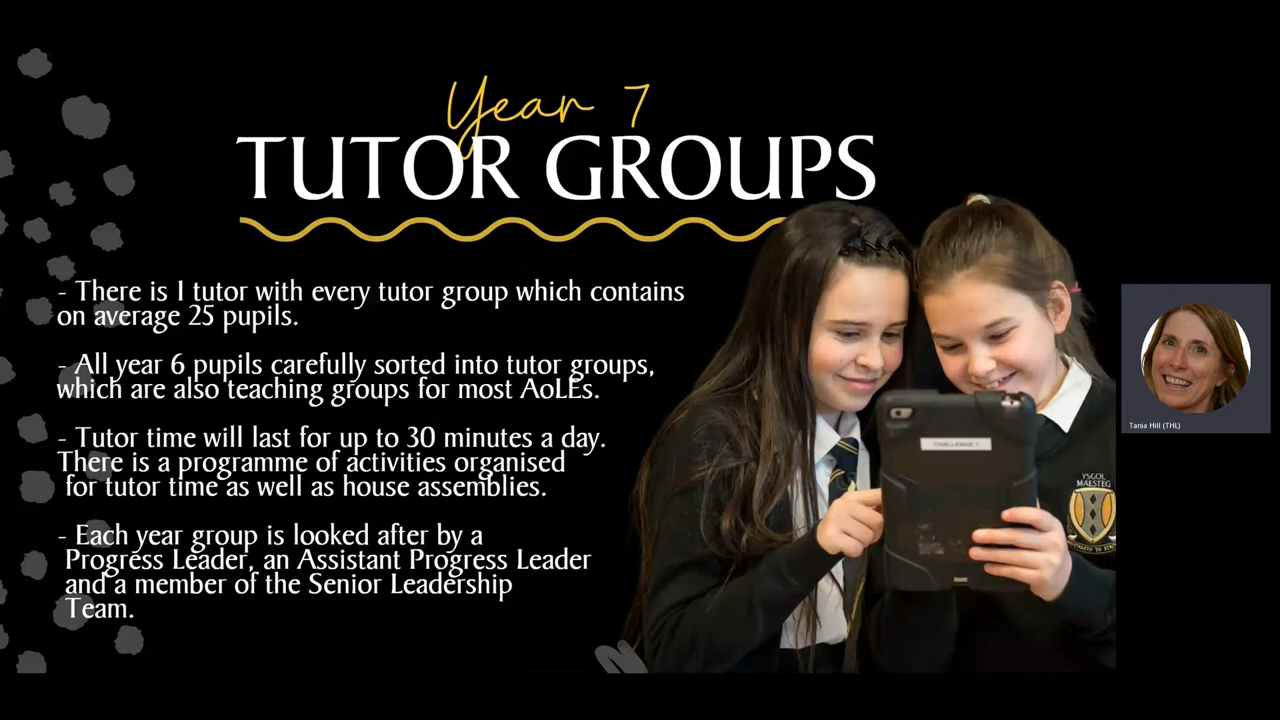 Year 7
TUTOR GROUPS
- There is 1 tutor with every tutor group which contains
on average 25 pupils.
- All year 6 pupils carefully sorted into tutor groups,
which are also teaching groups for most AoLEs.
- Tutor time will last for up to 30 minutes a day.
There is a programme of activities organised
for tutor time as well as house assemblies.
- Each year group is looked after by a
Progress Leader, an Assistant Progress Leader
and a member of the Senior Leadership
Team.
YSGOL
MAESTEG
Tania Hill (THL)